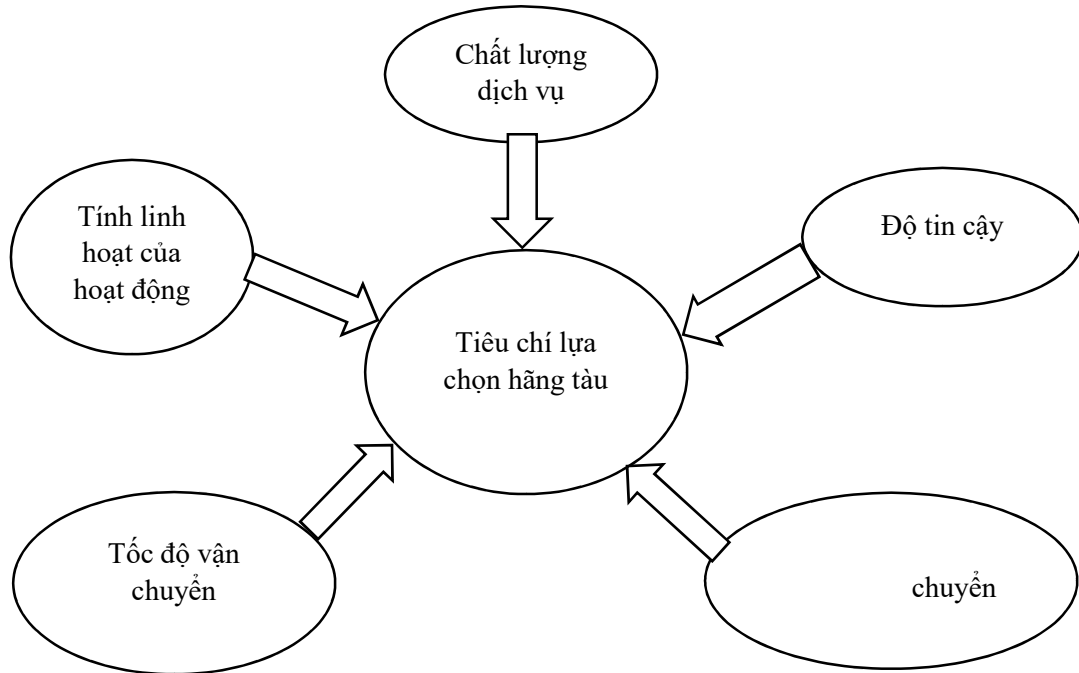 Chất lượng
dịch vụ
Tính linh
hoạt của
hoạt động
Độ tin cậy
Tiêu chí lựa
chọn hãng tàu
Tốc độ vận
chuyển
chuyển